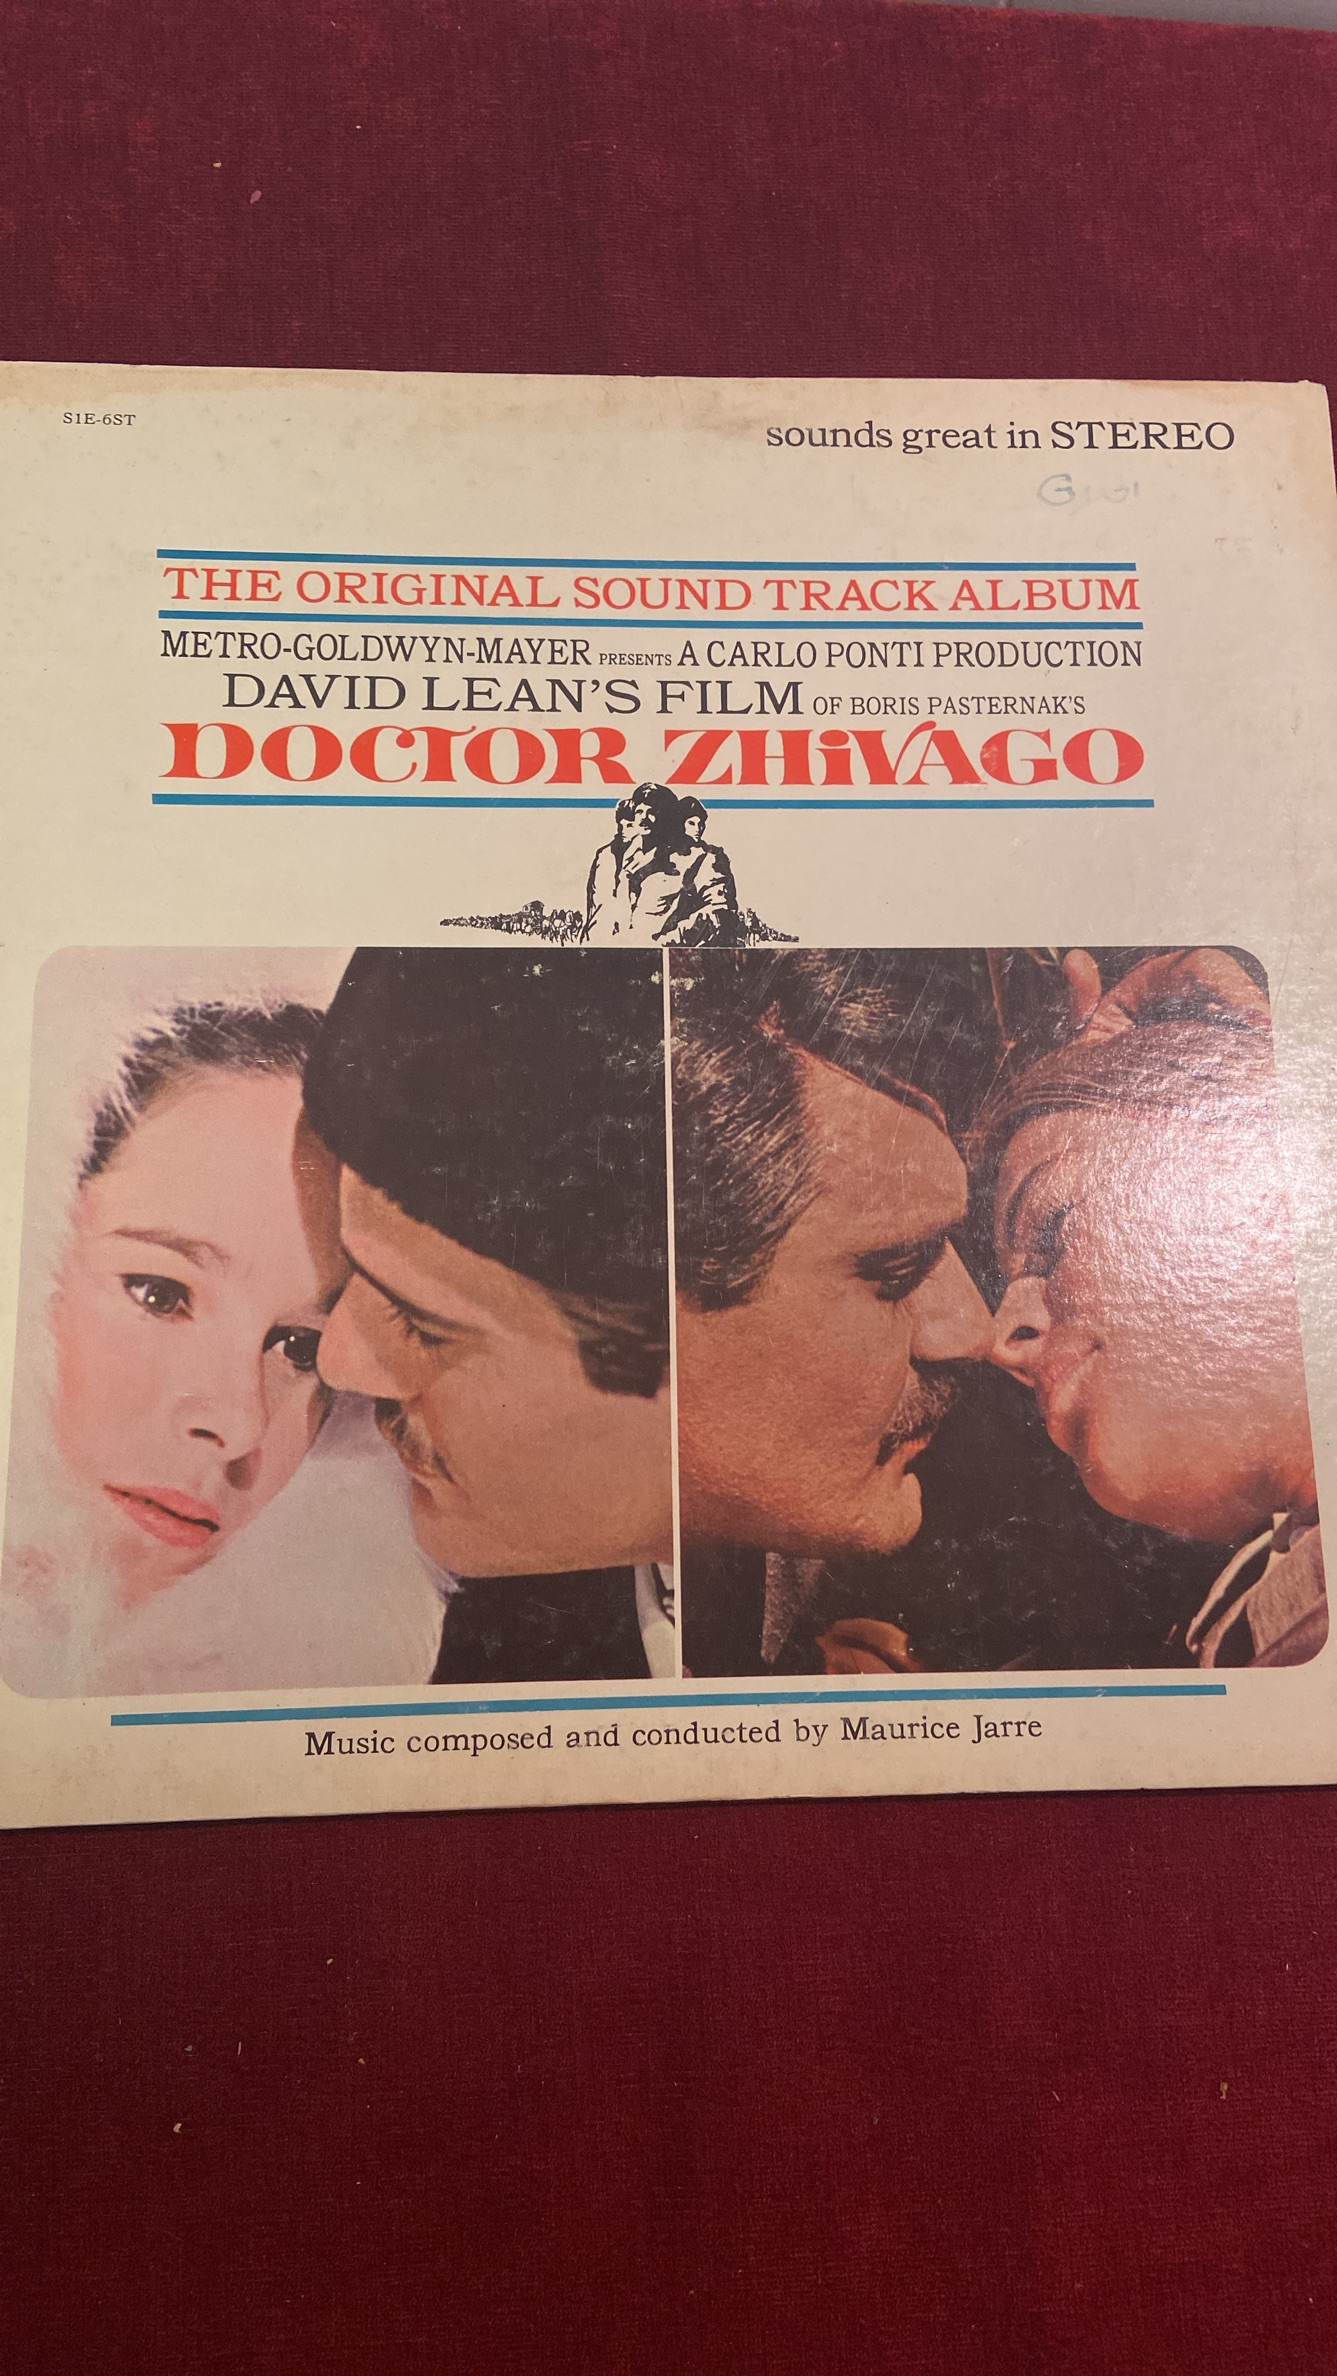 S1E-6ST
sounds great in STEREO
THE ORIGINAL SOUND TRACK ALBUM
METRO-GOLDWYN-MAYER PRESENTS A CARLO PONTI PRODUCTION
DAVID LEAN'S FILM OF BORIS PASTERNAK'S
DOCTOR ZHiVAGO
Music composed and conducted by Maurice Jarre